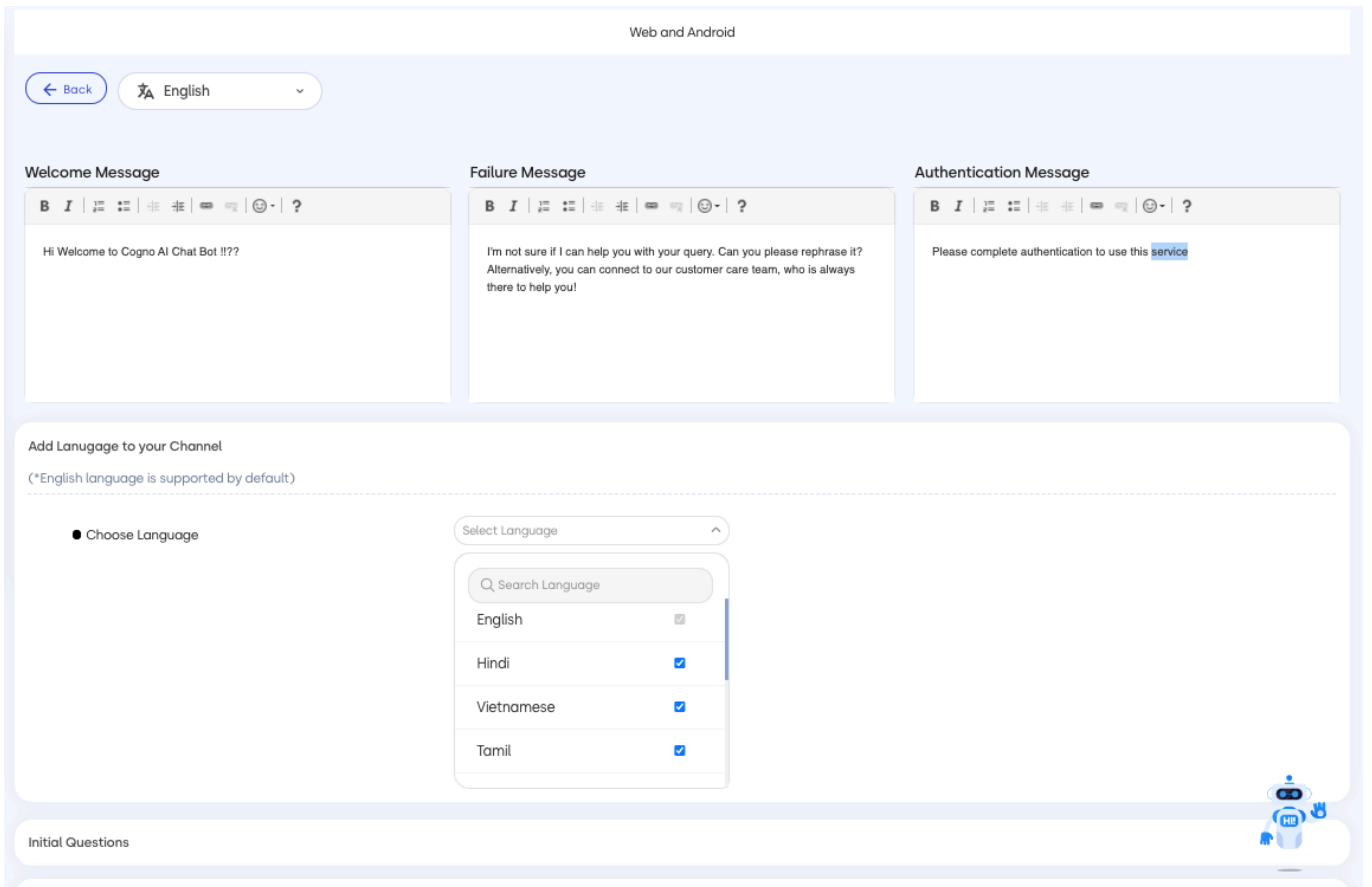 Web and Android
Back
English
Welcome Message
Failure Message
Authentication Message
B I ?
B I ?
B I ?
Hi Welcome to Cogno AI Chat Bot !!??
I'm not sure if I can help you with your query. Can you please rephrase it?
Alternatively, you can connect to our customer care team, who is always
there to help you!
Please complete authentication to use this service
Add Lanugage to your Channel
(*English language is supported by default)
Choose Language
Select Language
Search Language
English
Hindi
Vietnamese
Tamil
HI!
Initial Questions